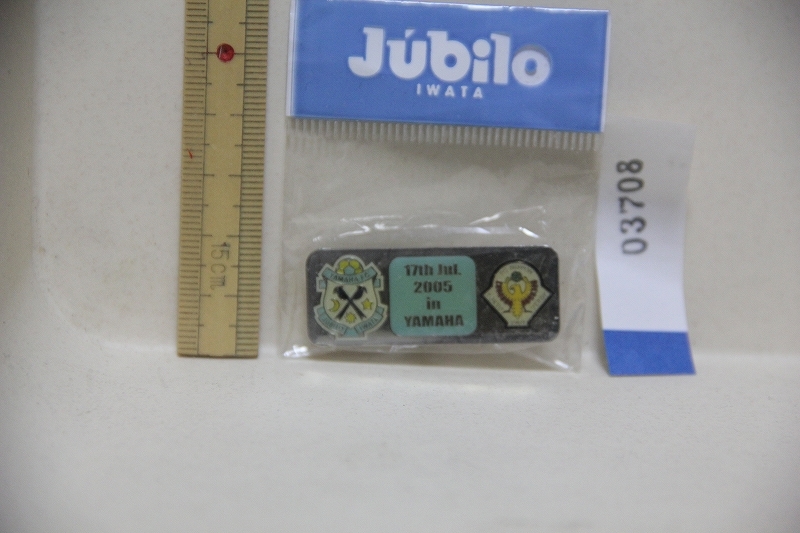 Júbilo
IWATA
03708
15cm
17th Jul.
2005
in
YAMAHA